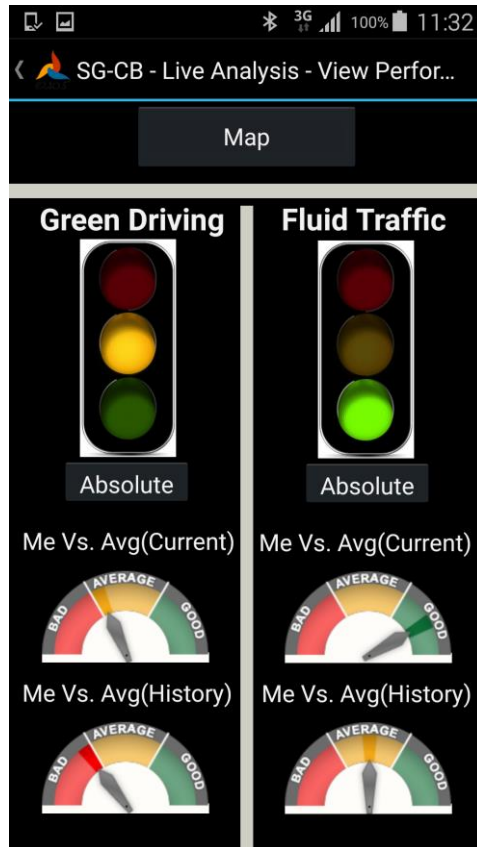 3G 100% 11:32
SG-CB - Live Analysis - View Perfor...
Map
Green Driving
Absolute
Me Vs. Avg(Current)
BAD AVERAGE GOOD
Me Vs. Avg(History)
BAD AVERAGE GOOD
Fluid Traffic
Absolute
Me Vs. Avg(Current)
BAD AVERAGE GOOD
Me Vs. Avg(History)
BAD AVERAGE GOOD